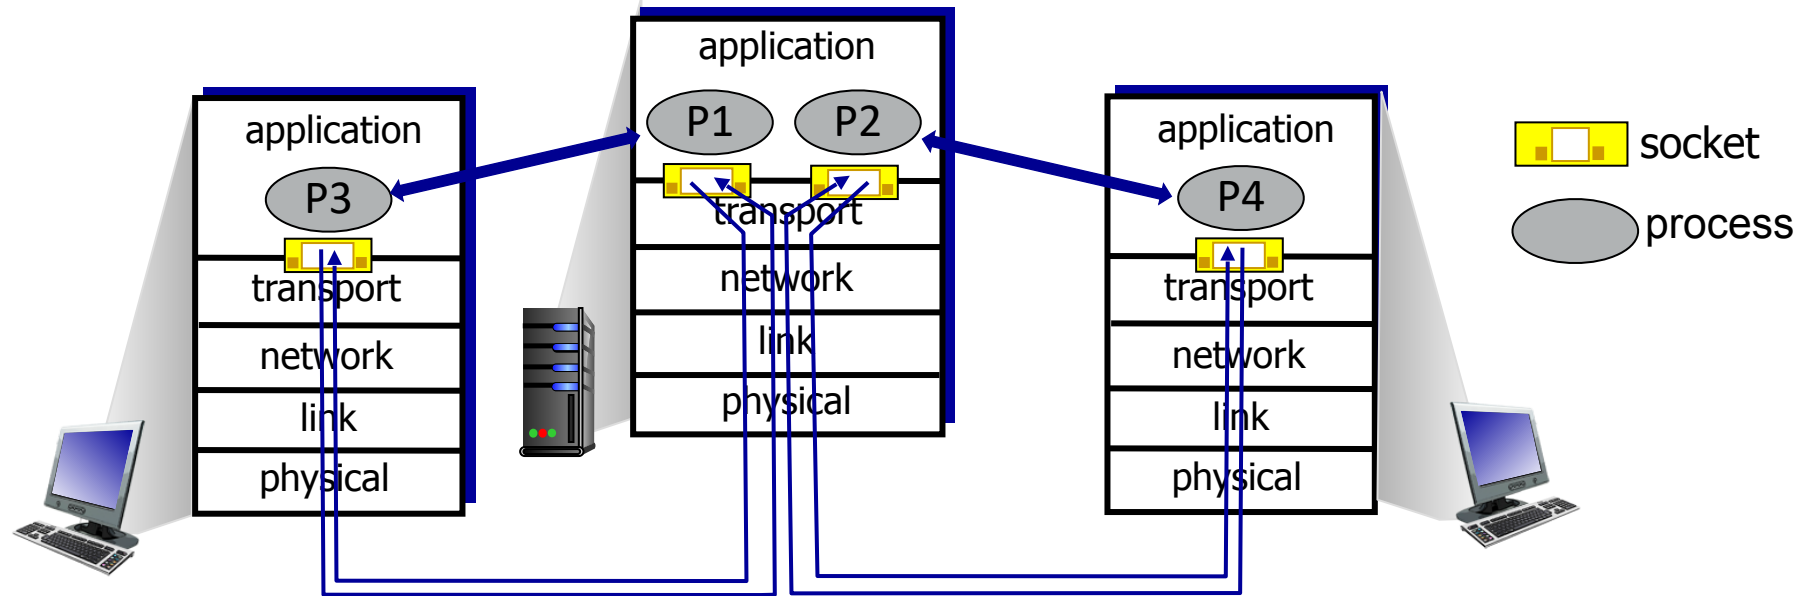 application
P3
transport
network
link
physical
application
P1 P2
transport
network
link
physical
application
P4
transport
network
link
physical
socket
process